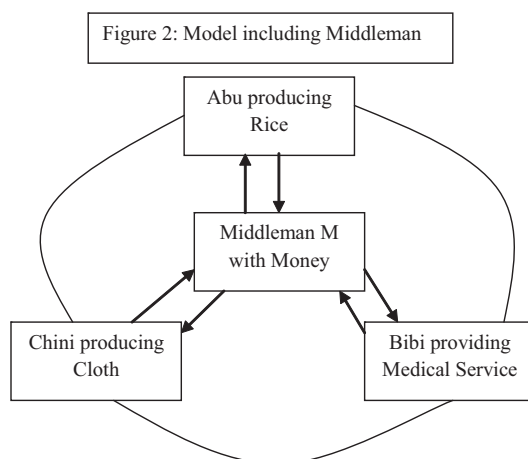 Figure 2: Model including Middleman
Abu producing
Rice
Middleman M
with Money
Chini producing
Cloth
Bibi providing
Medical Service